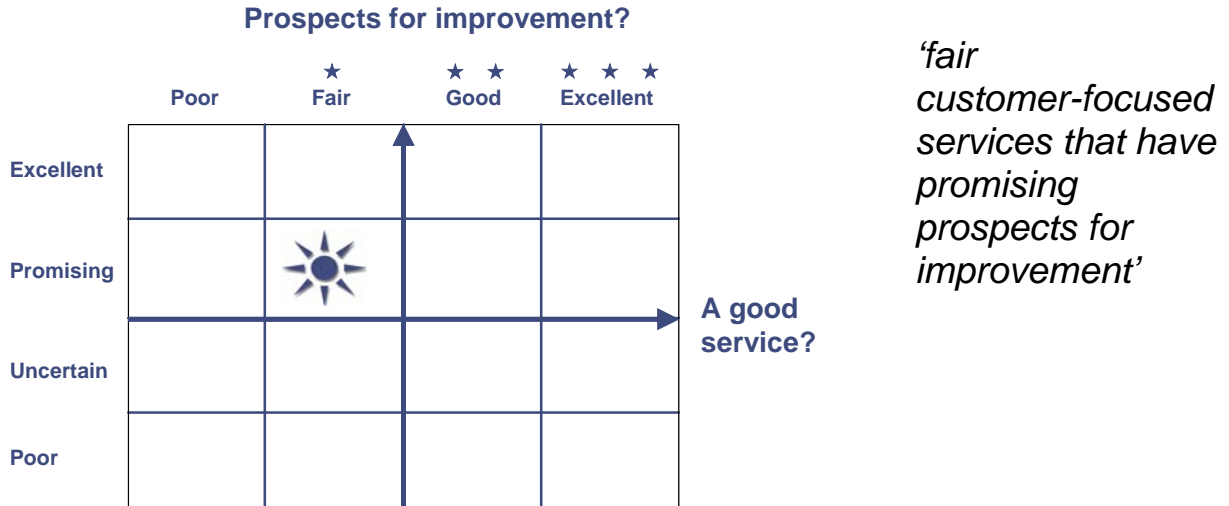 Prospects for improvement?
★ ★ ★ ★ ★ ★
Poor Fair Good Excellent
Excellent
Promising
Uncertain
Poor
A good
service?
‘fair
customer-focused
services that have
promising
prospects for
improvement’